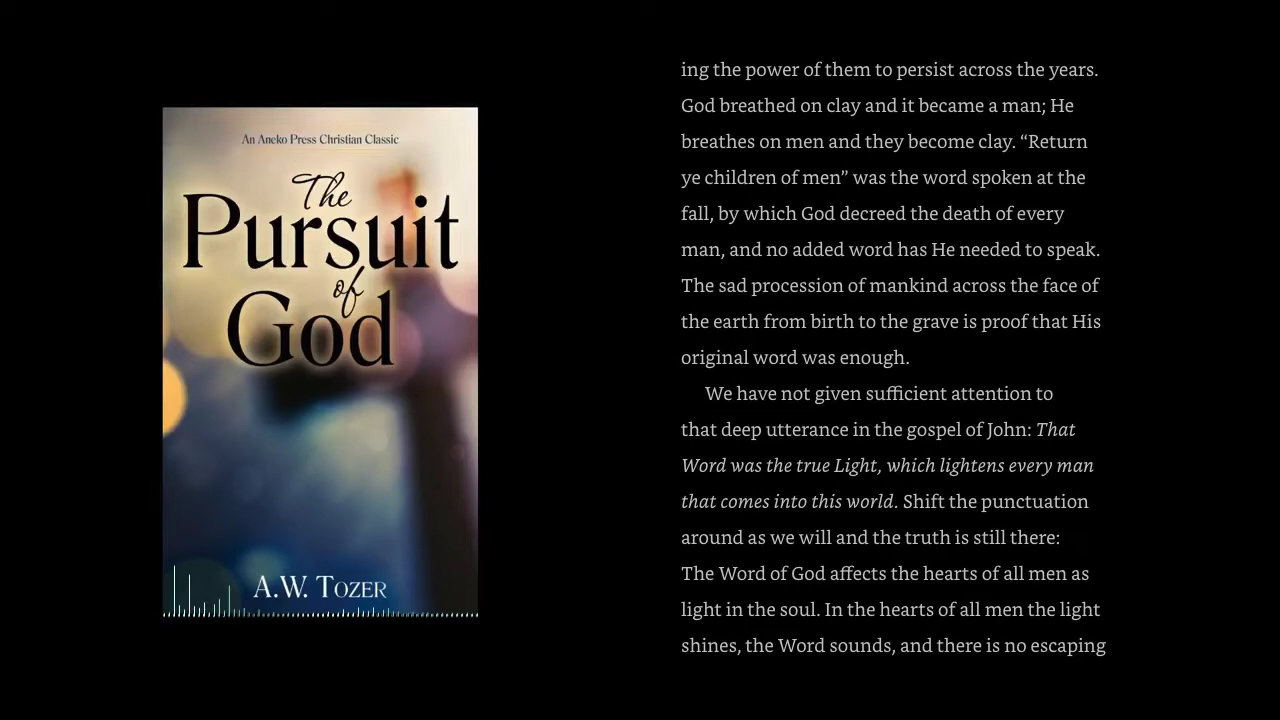 An Aneko Press Christian Classic
The
Pursuit
of
God
A.W. Tozer
ing the power of them to persist across the years.
God breathed on clay and it became a man; He
breathes on men and they become clay. “Return
ye children of men” was the word spoken at the
fall, by which God decreed the death of every
man, and no added word has He needed to speak.
The sad procession of mankind across the face of
the earth from birth to the grave is proof that His
original word was enough.
We have not given sufficient attention to
that deep utterance in the gospel of John: That
Word was the true Light, which lightens every man
that comes into this world. Shift the punctuation
around as we will and the truth is still there:
The Word of God affects the hearts of all men as
light in the soul. In the hearts of all men the light
shines, the Word sounds, and there is no escaping